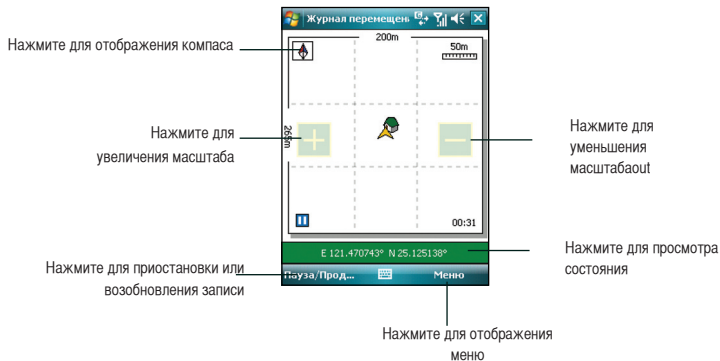 Журнал перемещен
Нажмите для отображения компаса
200m
50m
265m
Нажмите для
увеличения масштаба
Нажмите для
уменьшения
масштабаout
00:31
E 121.470743° N 25.125138°
Нажмите для просмотра
состояния
Нажмите для приостановки или
возобновления записи
Пауза/Прод...
Меню
Нажмите для отображения
меню